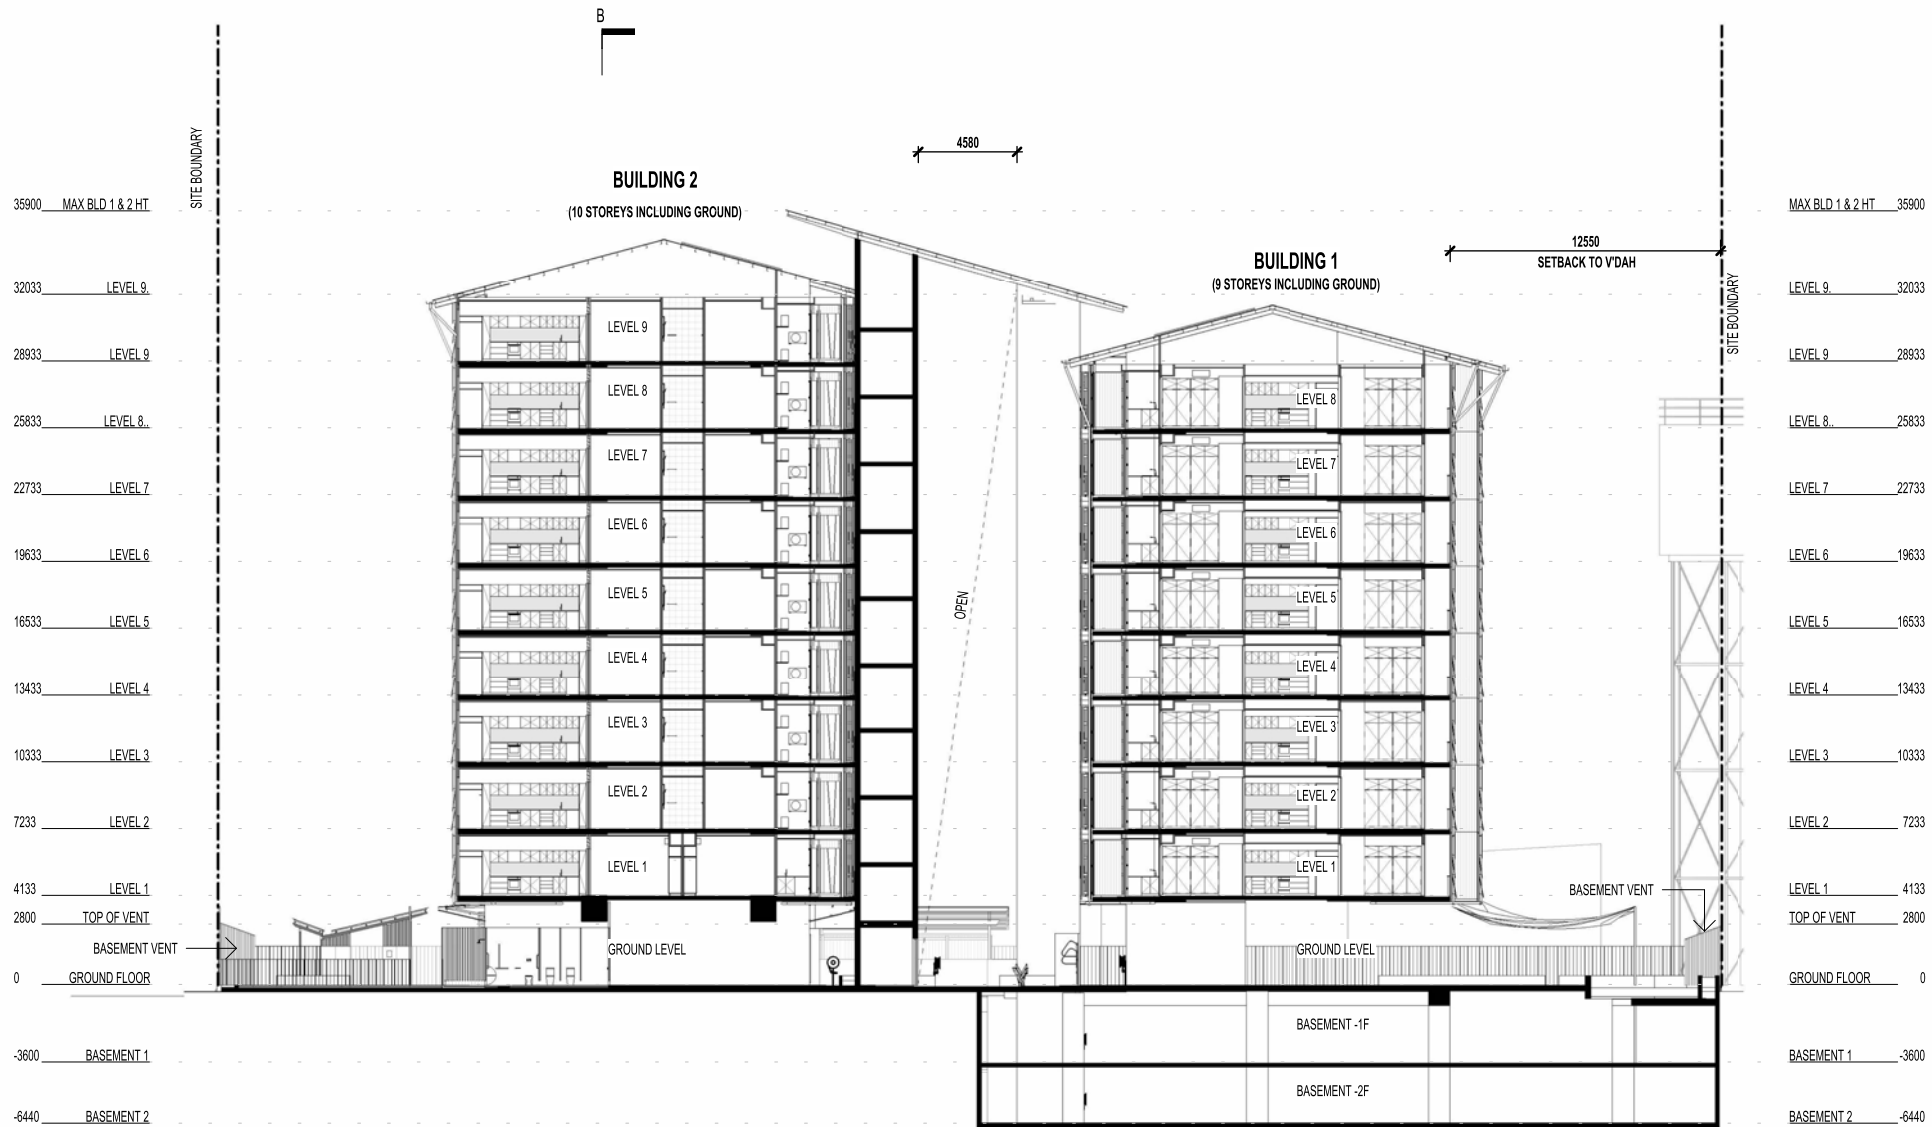 B
SITE BOUNDARY
4580
BUILDING 2
(10 STOREYS INCLUDING GROUND)
35900 MAX BLD 1 & 2 HT
MAX BLD 1 & 2 HT 35900
12550
SETBACK TO V'DAH
BUILDING 1
(9 STOREYS INCLUDING GROUND)
SITE BOUNDARY
32033 LEVEL 9.
LEVEL 9. 32033
LEVEL 9
28933 LEVEL 9
LEVEL 9 28933
LEVEL 8
LEVEL 8
25833 LEVEL 8..
LEVEL 8.. 25833
LEVEL 7
LEVEL 7
22733 LEVEL 7
LEVEL 7 22733
LEVEL 6
LEVEL 6
19633 LEVEL 6
LEVEL 6 19633
LEVEL 5
LEVEL 5
OPEN
16533 LEVEL 5
LEVEL 5 16533
LEVEL 4
LEVEL 4
13433 LEVEL 4
LEVEL 4 13433
LEVEL 3
LEVEL 3
10333 LEVEL 3
LEVEL 3 10333
LEVEL 2
LEVEL 2
7233 LEVEL 2
LEVEL 2 7233
LEVEL 1
LEVEL 1
4133 LEVEL 1
BASEMENT VENT
LEVEL 1 4133
2800 TOP OF VENT
TOP OF VENT 2800
BASEMENT VENT
GROUND LEVEL
GROUND LEVEL
0 GROUND FLOOR
GROUND FLOOR 0
BASEMENT -1F
-3600 BASEMENT 1
BASEMENT 1 -3600
BASEMENT -2F
-6440 BASEMENT 2
BASEMENT 2 -6440